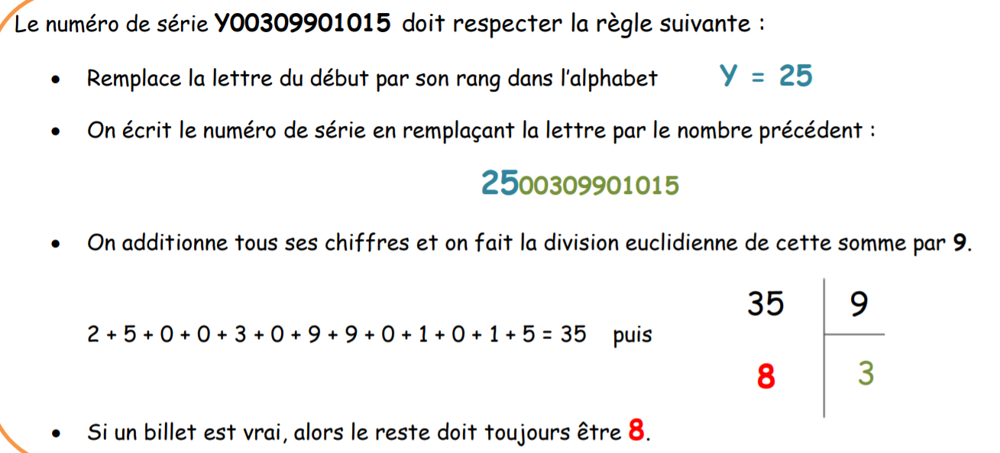 Le numéro de série Y00309901015 doit respecter la règle suivante :
• Remplace la lettre du début par son rang dans l'alphabet Y = 25
• On écrit le numéro de série en remplaçant la lettre par le nombre précédent :
2500309901015
• On additionne tous ses chiffres et on fait la division euclidienne de cette somme par 9.
35 9
2 + 5 + 0 + 0 + 3 + 0 + 9 + 9 + 0 + 1 + 0 + 1 + 5 = 35 puis
8 3
• Si un billet est vrai, alors le reste doit toujours être 8.